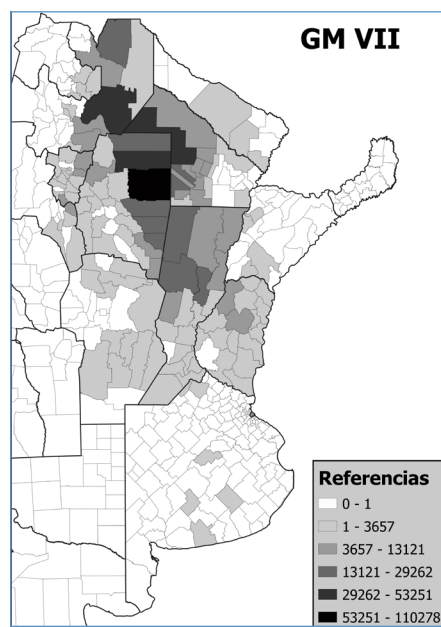 GM VII
Referencias
0 - 1
1 - 3657
3657 - 13121
13121 - 29262
29262 - 53251
53251 - 110278